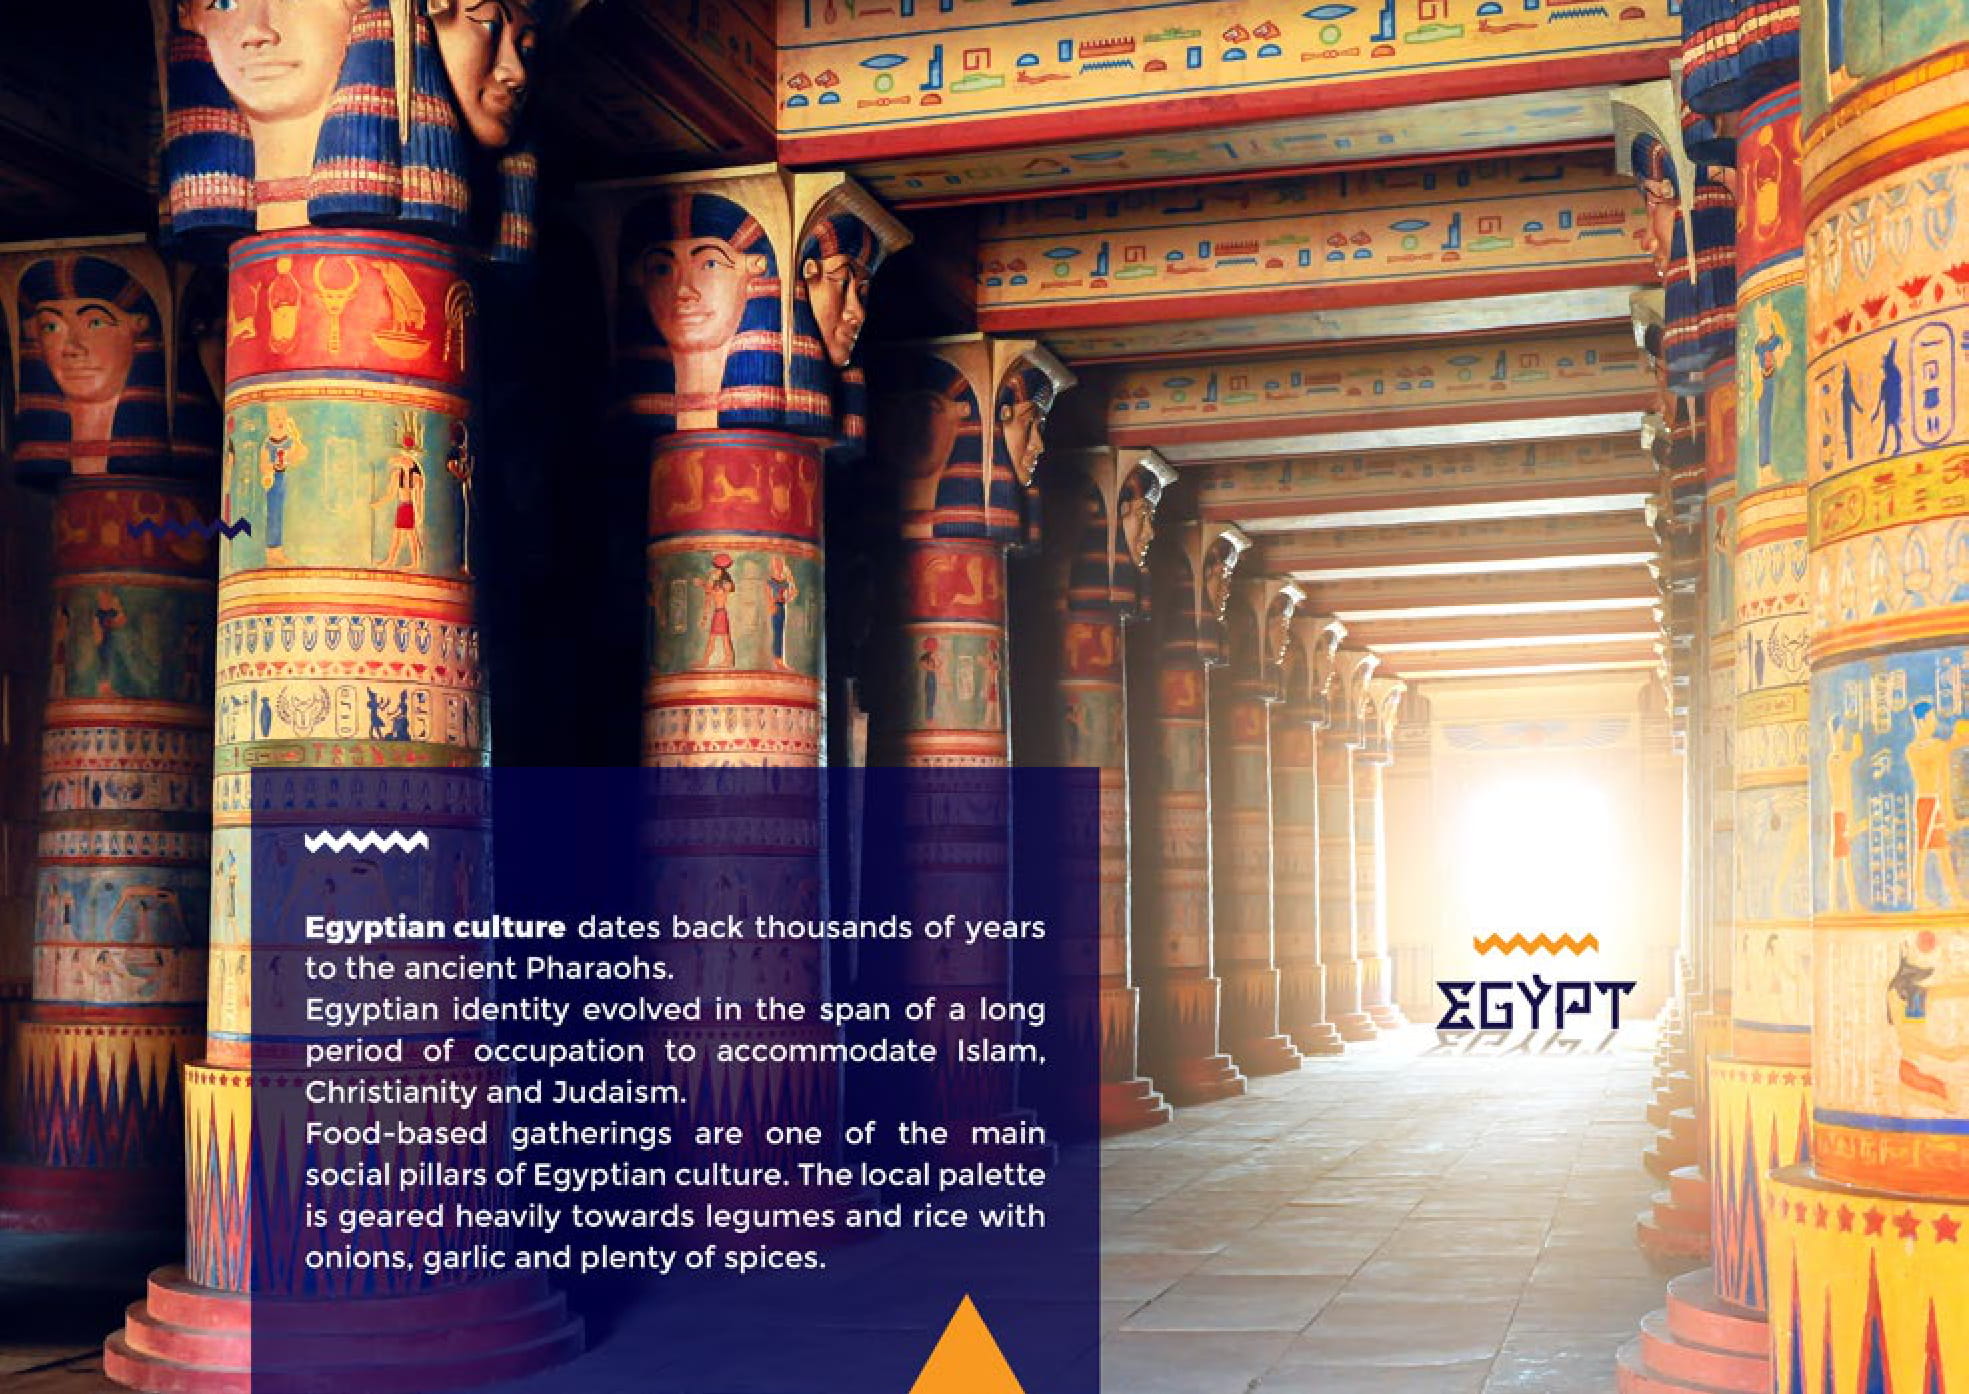 Egyptian culture dates back thousands of years
to the ancient Pharaohs.
Egyptian identity evolved in the span of a long
period of occupation to accommodate Islam,
Christianity and Judaism.
Food-based gatherings are one of the main
social pillars of Egyptian culture. The local palette
is geared heavily towards legumes and rice with
onions, garlic and plenty of spices.
EGYPT